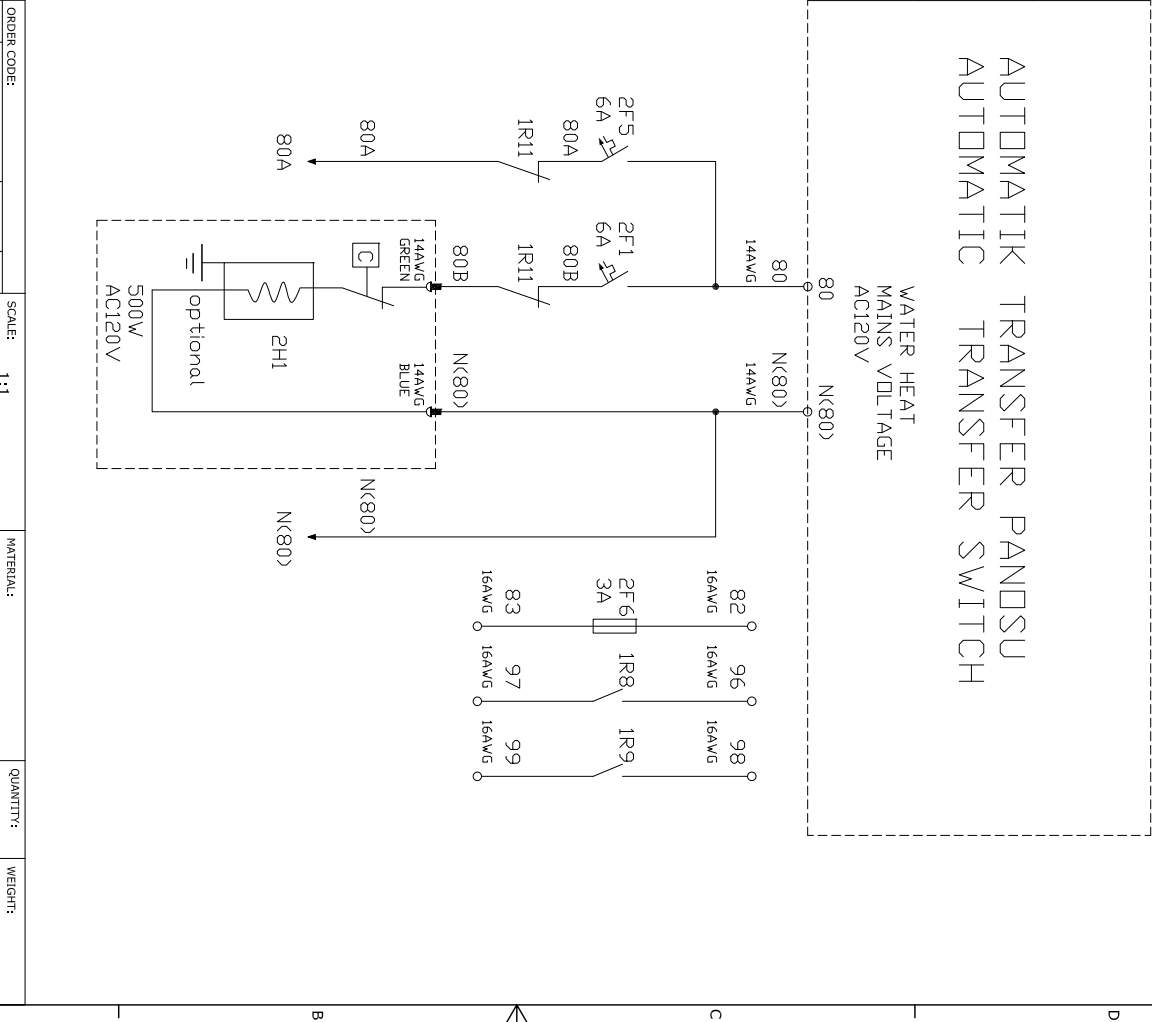 AUTOMATIK TRANSFER PANOSU
AUTOMATIC TRANSFER SWITCH
WATER HEAT
MAINS VOLTAGE
AC120V
80
N(80)
80
14AWG
N(80)
14AWG
2F5
6A
80A
1R11
80A
80A
2F1
6A
80B
1R11
80B
14AWG
GREEN
N(80)
14AWG
BLUE
C
2H1
optional
500W
AC120V
N(80)
N(80)
82
16AWG
2F6
3A
83
16AWG
96
16AWG
1R8
97
16AWG
98
16AWG
1R9
99
16AWG
D
C
B
ORDER CODE:
SCALE:
1:1
MATERIAL:
QUANTITY:
WEIGHT: